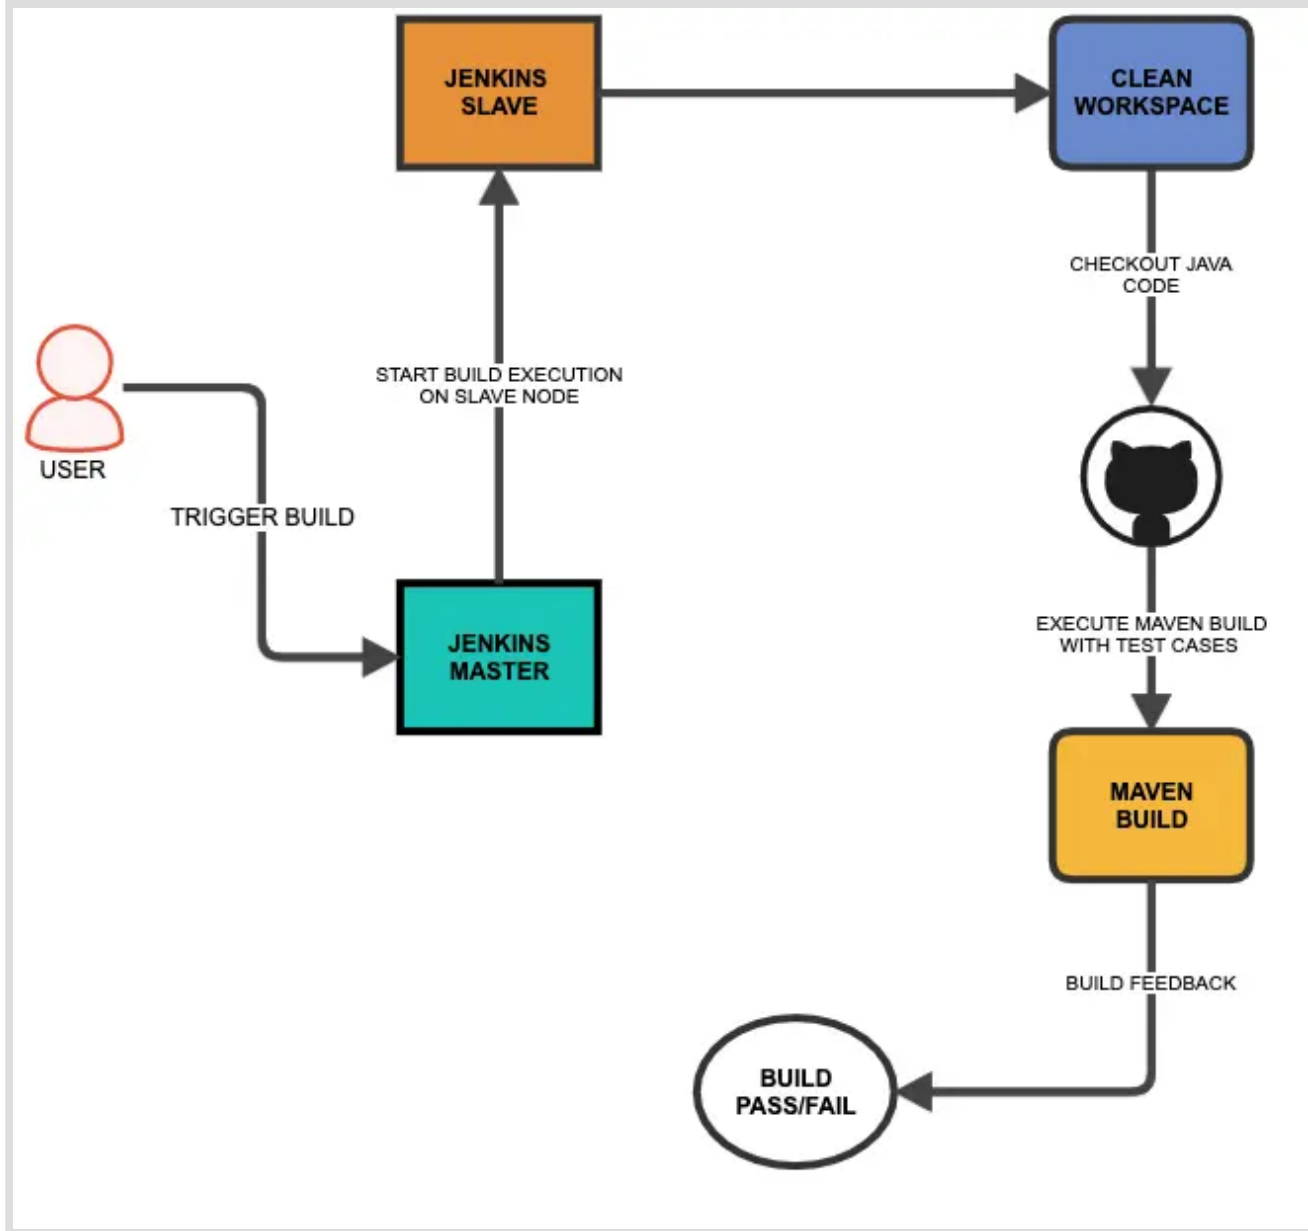 JENKINS
SLAVE
CLEAN
WORKSPACE
CHECKOUT JAVA
CODE
START BUILD EXECUTION
ON SLAVE NODE
USER
TRIGGER BUILD
JENKINS
MASTER
EXECUTE MAVEN BUILD
WITH TEST CASES
MAVEN
BUILD
BUILD FEEDBACK
BUILD
PASS/FAIL